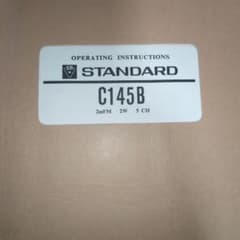 OPERATING INSTRUCTIONS
STANDARD
C145B
2mFM 2W 5 CH